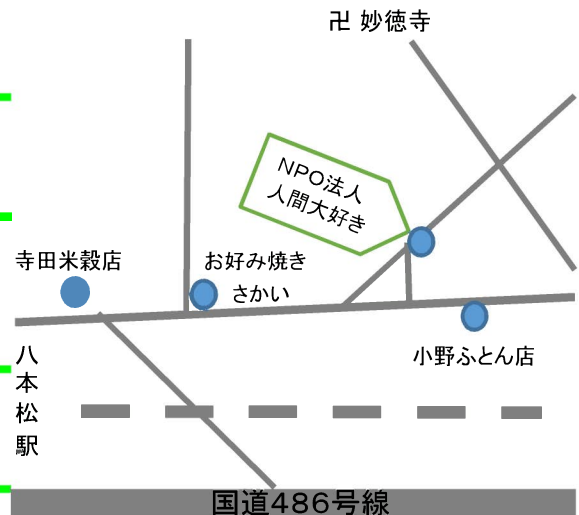 卍 妙徳寺
NPO法人
人間大好き
寺田米穀店
お好み焼き
さかい
小野ふとん店
八本松駅
国道486号線